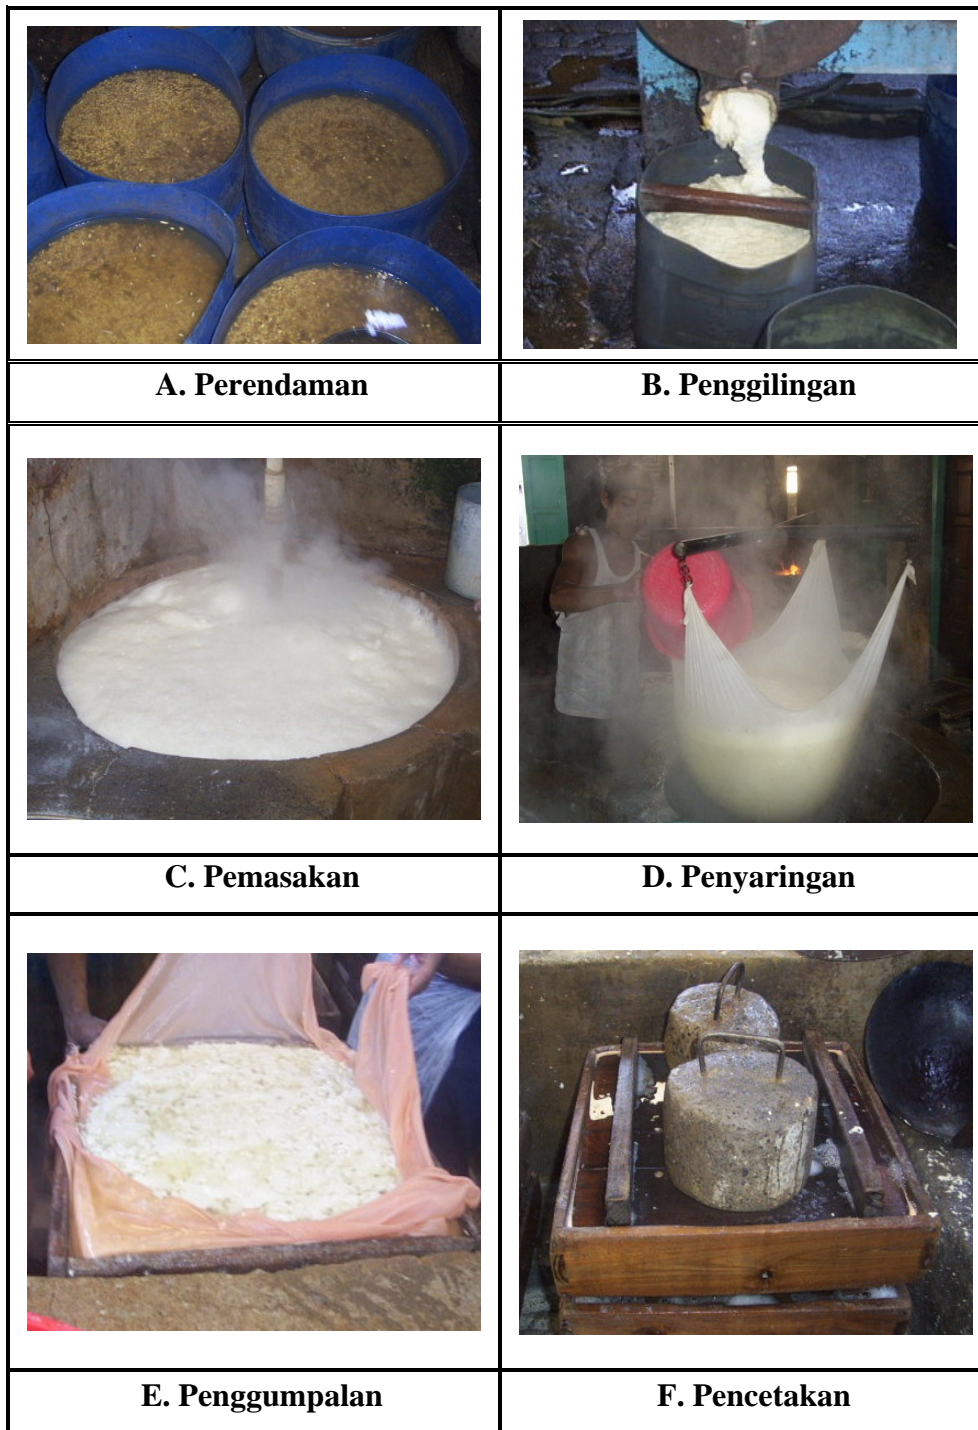 A. Perendaman
B. Penggilingan
C. Pemasakan
D. Penyaringan
E. Penggumpalan
F. Pencetakan